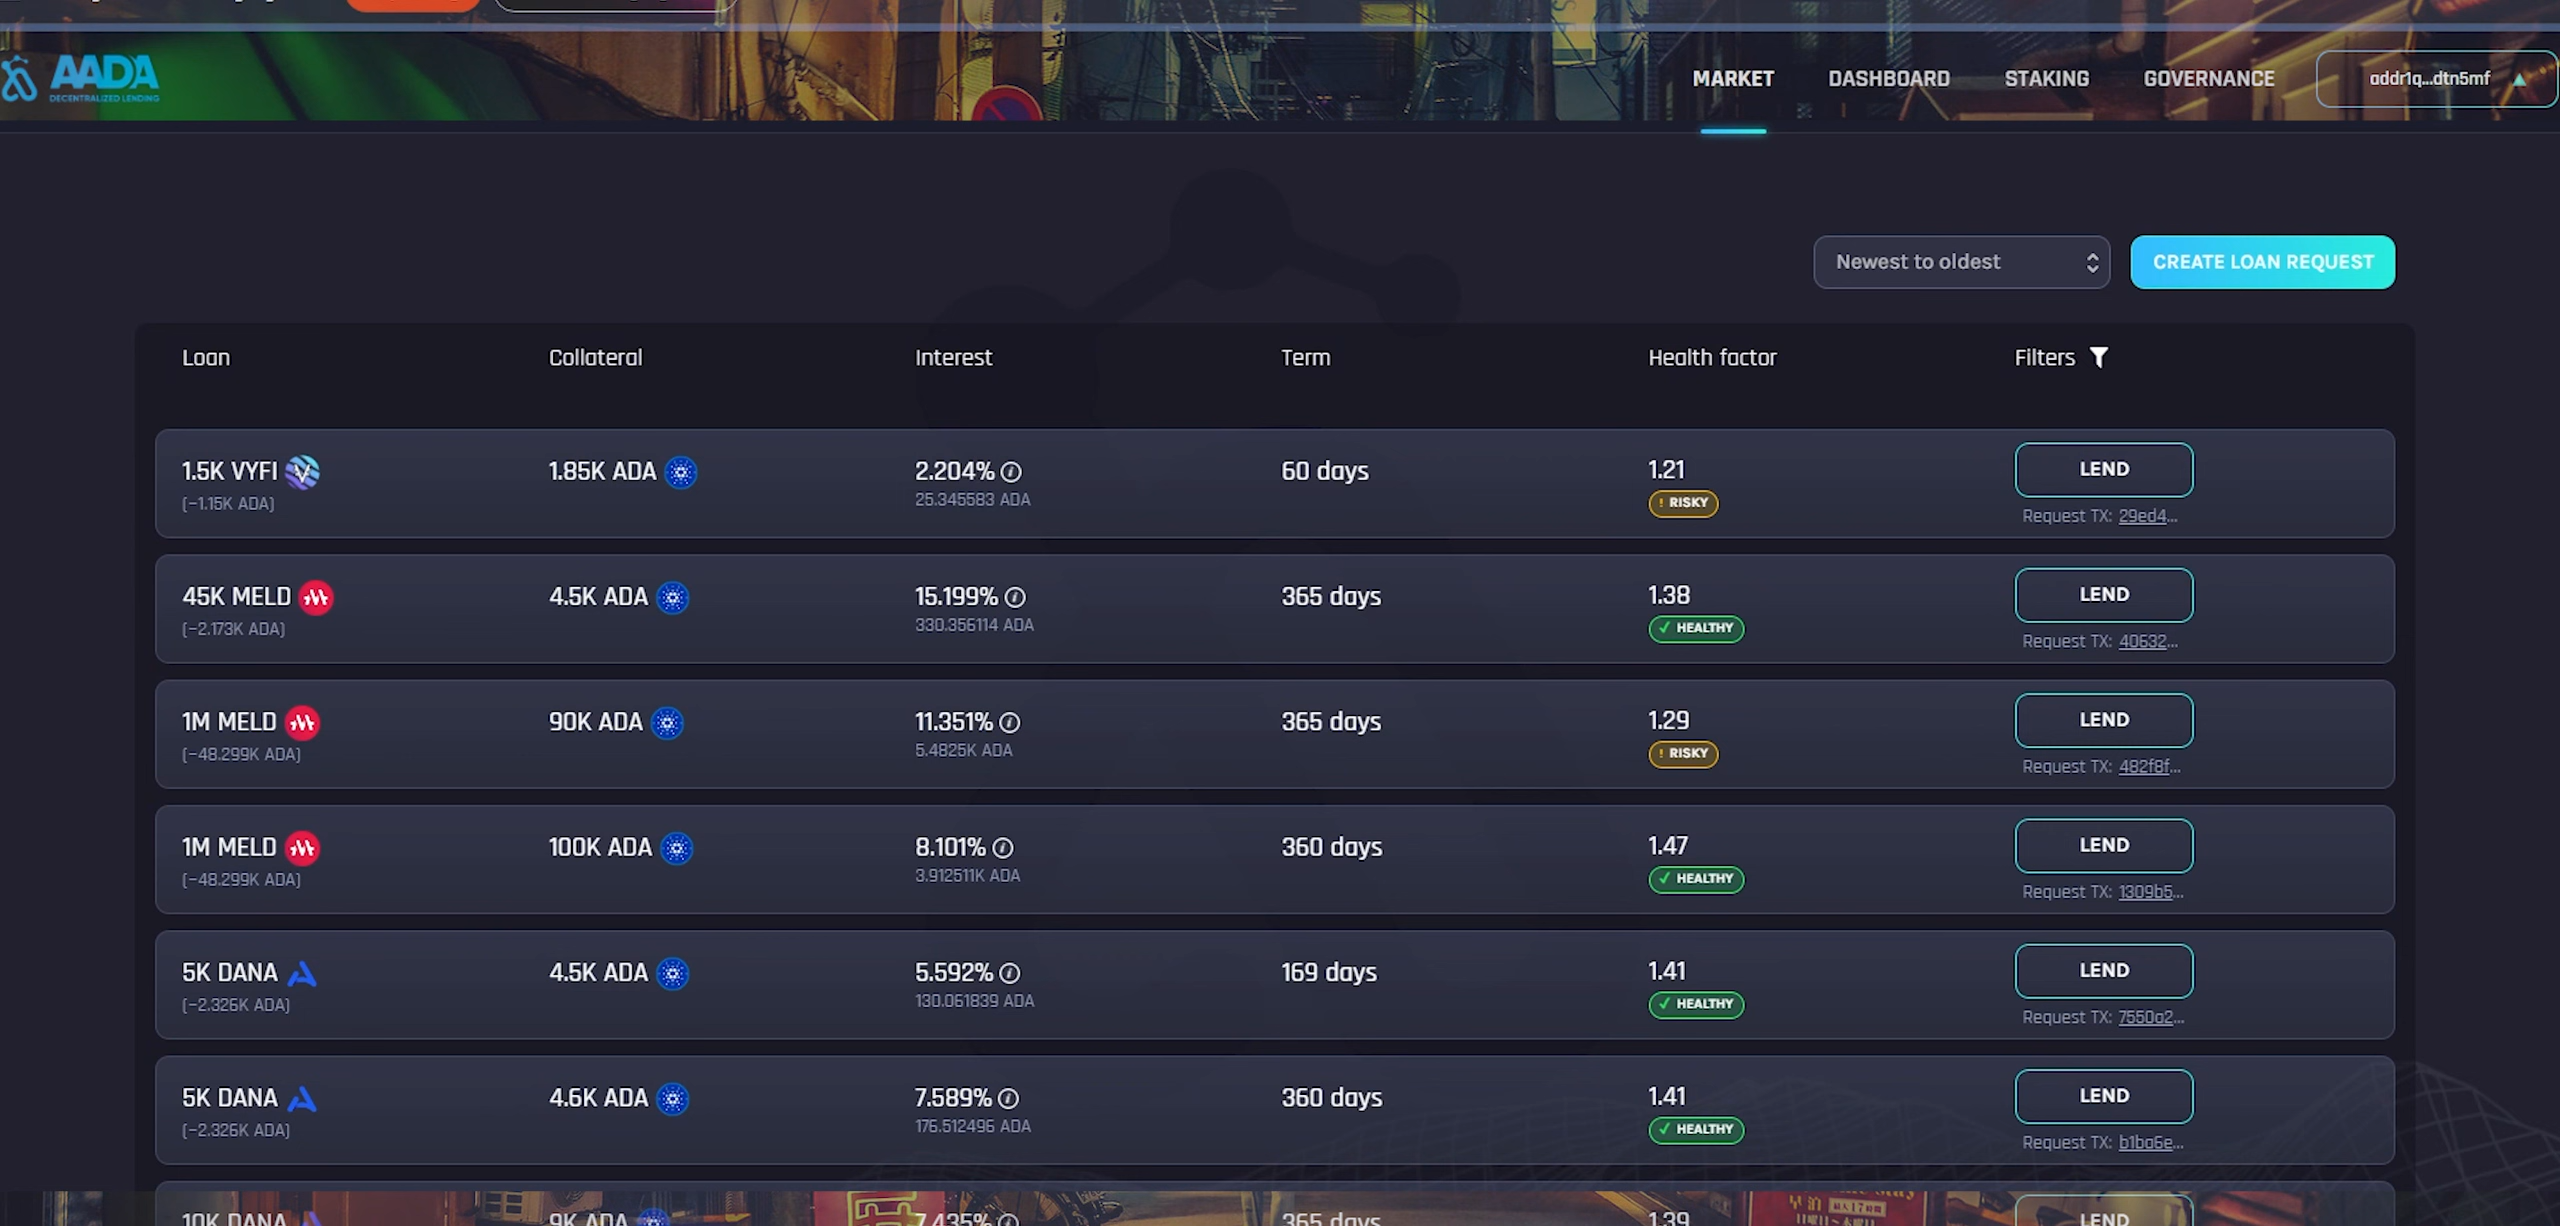 AADA
DECENTRALIZED LENDING
MARKET
DASHBOARD
STAKING
GOVERNANCE
addr1q...dtn5mf
Newest to oldest
CREATE LOAN REQUEST
Loan Collateral Interest Term Health factor Filters
1.5K VYFI 1.85K ADA 2.204% 60 days 1.21 LEND
(~1.15K ADA) 25.345583 ADA ! RISKY Request TX: 29ed4...
45K MELD 4.5K ADA 15.199% 365 days 1.38 LEND
(~2.173K ADA) 330.356114 ADA ✓ HEALTHY Request TX: 40632...
1M MELD 90K ADA 11.351% 365 days 1.29 LEND
(~48.299K ADA) 5.4825K ADA ! RISKY Request TX: 482f8f...
1M MELD 100K ADA 8.101% 360 days 1.47 LEND
(~48.299K ADA) 3.912511K ADA ✓ HEALTHY Request TX: 1309b5...
5K DANA 4.5K ADA 5.592% 169 days 1.41 LEND
(~2.326K ADA) 130.061839 ADA ✓ HEALTHY Request TX: 7550a2...
5K DANA 4.6K ADA 7.589% 360 days 1.41 LEND
(~2.326K ADA) 176.512496 ADA ✓ HEALTHY Request TX: b1ba6e...
10K DANA 9K ADA 7.435% 365 days 1.39 LEND